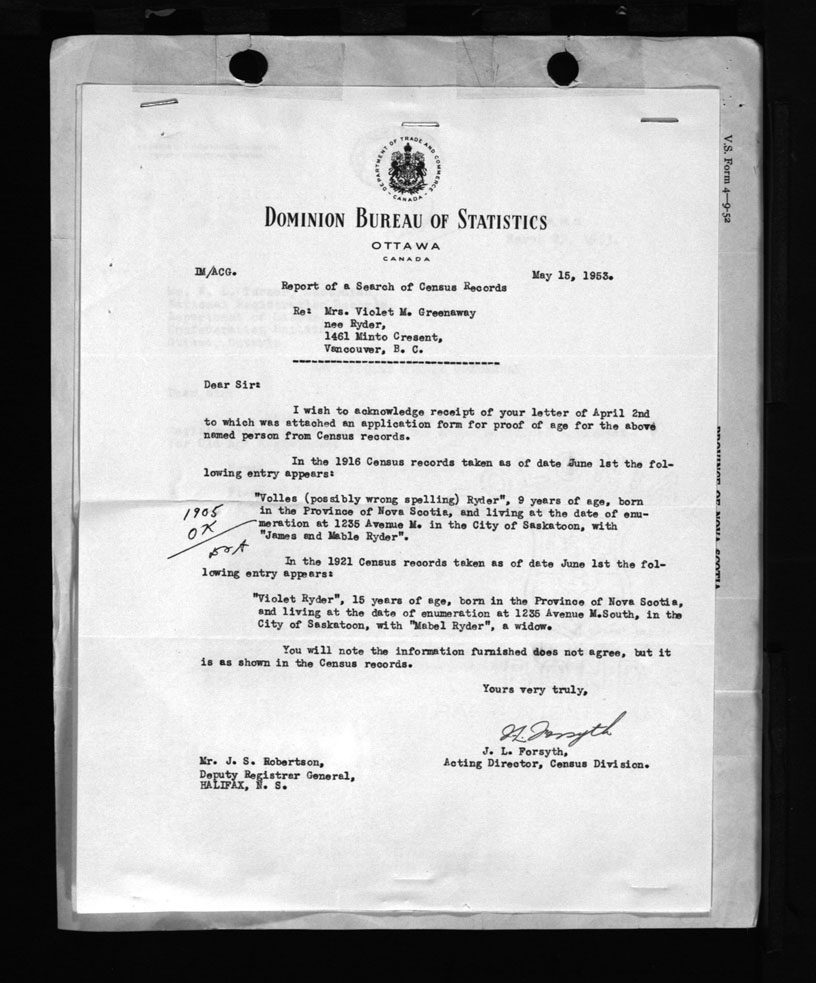 DEPARTMENT OF TRADE AND COMMERCE
CANADA
DOMINION BUREAU OF STATISTICS
OTTAWA
CANADA
V.S. Form 4-9-52
IM/ACG.
May 15, 1953.
Report of a Search of Census Records
Re: Mrs. Violet M. Greenaway
nee Ryder,
1461 Minto Cresent,
Vancouver, B. C.
Dear Sir:
I wish to acknowledge receipt of your letter of April 2nd
to which was attached an application form for proof of age for the above
named person from Census records.
In the 1916 Census records taken as of date June 1st the fol-
lowing entry appears:
"Volles (possibly wrong spelling) Ryder", 9 years of age, born
in the Province of Nova Scotia, and living at the date of enu-
meration at 1235 Avenue M. in the City of Saskatoon, with
"James and Mable Ryder".
1905
OK
In the 1921 Census records taken as of date June 1st the fol-
lowing entry appears:
"Violet Ryder", 15 years of age, born in the Province of Nova Scotia,
and living at the date of enumeration at 1235 Avenue M.South, in the
City of Saskatoon, with "Mabel Ryder", a widow.
You will note the information furnished does not agree, but it
is as shown in the Census records.
Yours very truly,
J. L. Forsyth
J. L. Forsyth,
Acting Director, Census Division.
Mr. J. S. Robertson,
Deputy Registrar General,
HALIFAX, N. S.
PROVINCE OF NOVA SCOTIA